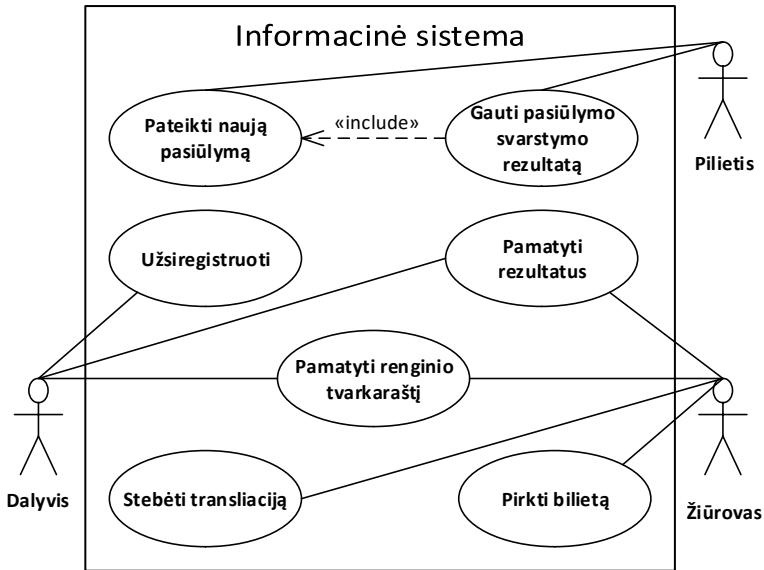 Informacinė sistema
Pateikti naują
pasiūlymą
«include»
Gauti pasiūlymo
svarstymo
rezultatą
Pilietis
Užsiregistruoti
Pamatyti
rezultatus
Pamatyti renginio
tvarkaraštį
Dalyvis
Žiūrovas
Stebėti transliaciją
Pirkti bilietą